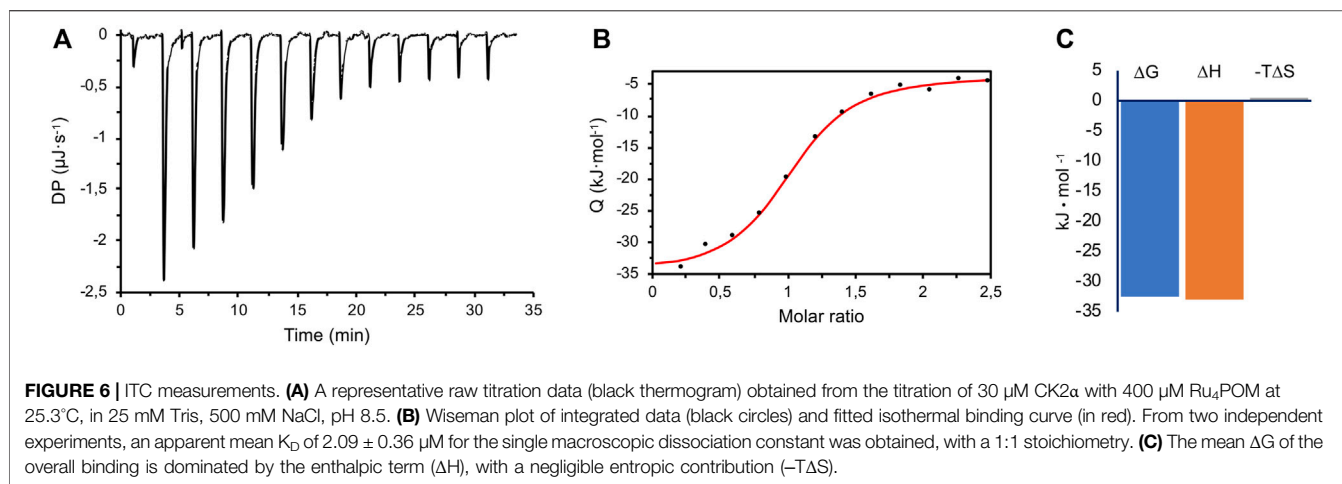 A
0
-0,5
-1
-1,5
-2
-2,5
DP (µJ·s⁻¹)
0 5 10 15 20 25 30 35
Time (min)
B
-5
-10
-15
-20
-25
-30
-35
Q (kJ·mol⁻¹)
0 0,5 1 1,5 2 2,5
Molar ratio
C
ΔG ΔH -TΔS
5
0
-5
-10
-15
-20
-25
-30
-35
kJ • mol ⁻¹
FIGURE 6 | ITC measurements. (A) A representative raw titration data (black thermogram) obtained from the titration of 30 µM CK2α with 400 µM Ru₄POM at
25.3°C, in 25 mM Tris, 500 mM NaCl, pH 8.5. (B) Wiseman plot of integrated data (black circles) and fitted isothermal binding curve (in red). From two independent
experiments, an apparent mean K_D of 2.09 ± 0.36 µM for the single macroscopic dissociation constant was obtained, with a 1:1 stoichiometry. (C) The mean ΔG of the
overall binding is dominated by the enthalpic term (ΔH), with a negligible entropic contribution (–TΔS).